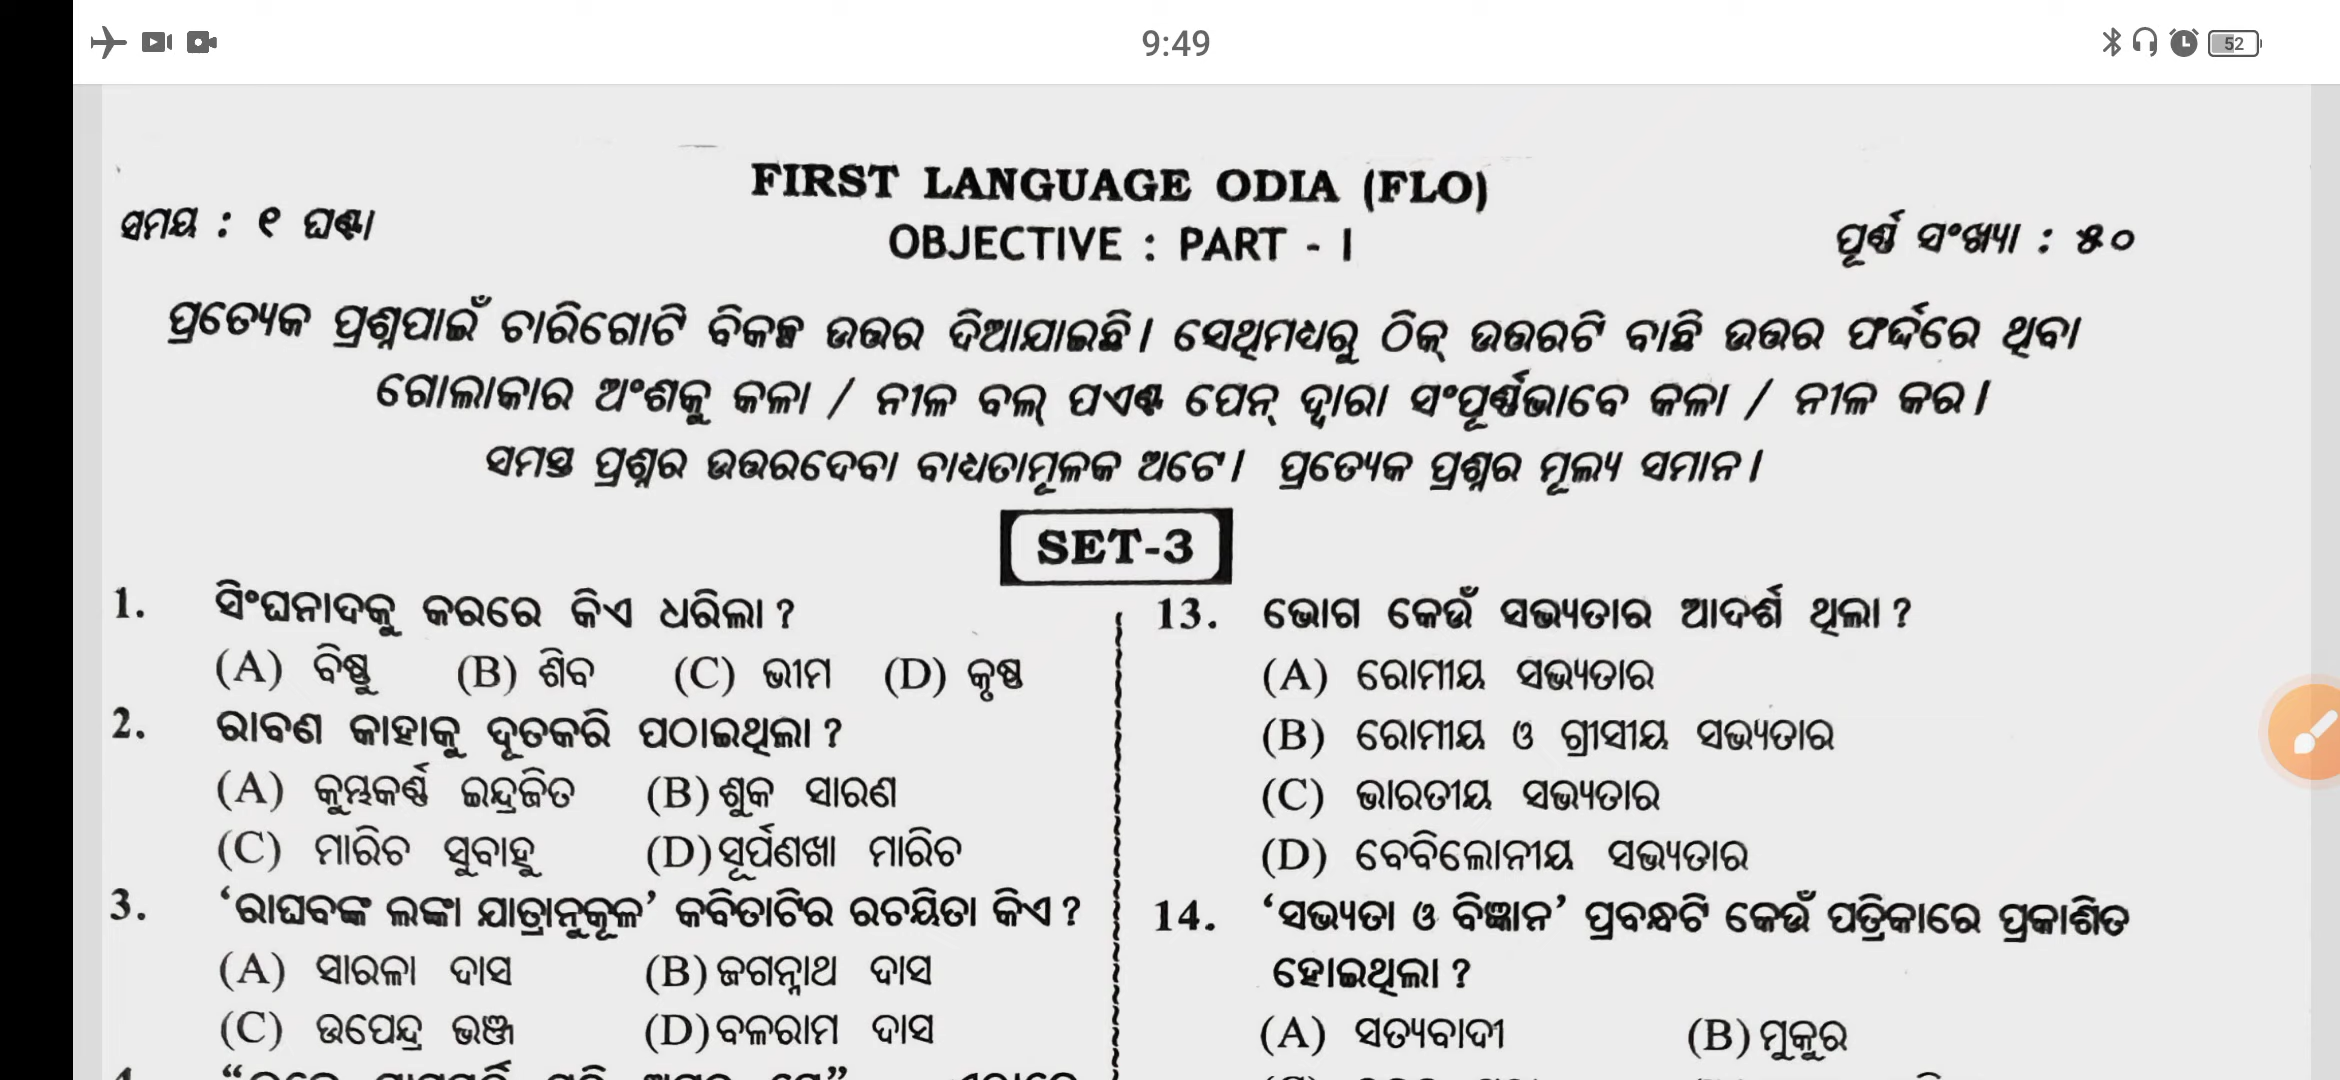 9:49
52
FIRST LANGUAGE ODIA (FLO)
ସମୟ : ୧ ଘଣ୍ଟା
OBJECTIVE : PART - I
ପୂର୍ଣ୍ଣ ସଂଖ୍ୟା : ୫୦
ପ୍ରତ୍ୟେକ ପ୍ରଶ୍ନପାଇଁ ଚାରିଗୋଟି ବିକଳ୍ପ ଉତ୍ତର ଦିଆଯାଇଛି। ସେଥିମଧ୍ୟରୁ ଠିକ୍ ଉତ୍ତରଟି ବାଛି ଉତ୍ତର ଫର୍ଦ୍ଦରେ ଥିବା
ଗୋଲାକାର ଅଂଶକୁ କଳା / ନୀଳ ବଲ୍ ପଏଣ୍ଟ ପେନ୍ ଦ୍ୱାରା ସଂପୂର୍ଣ୍ଣଭାବେ କଳା / ନୀଳ କର।
ସମସ୍ତ ପ୍ରଶ୍ନର ଉତ୍ତରଦେବା ବାଧ୍ୟତାମୂଳକ ଅଟେ। ପ୍ରତ୍ୟେକ ପ୍ରଶ୍ନର ମୂଲ୍ୟ ସମାନ।
SET-3
1. ସିଂଘନାଦକୁ କରରେ କିଏ ଧରିଲା ?
(A) ବିଷ୍ଣୁ (B) ଶିବ (C) ଭୀମ (D) କୃଷ୍ଣ
2. ରାବଣ କାହାକୁ ଦୂତକରି ପଠାଇଥିଲା ?
(A) କୁମ୍ଭକର୍ଣ୍ଣ ଇନ୍ଦ୍ରଜିତ (B) ଶୁକ ସାରଣ
(C) ମାରିଚ ସୁବାହୁ (D) ସୂର୍ପଣଖା ମାରିଚ
3. ‘ରାଘବଙ୍କ ଲଙ୍କା ଯାତ୍ରାନୁକୂଳ’ କବିତାଟିର ରଚୟିତା କିଏ ?
(A) ସାରଳା ଦାସ (B) ଜଗନ୍ନାଥ ଦାସ
(C) ଉପେନ୍ଦ୍ର ଭଞ୍ଜ (D) ବଳରାମ ଦାସ
13. ଭୋଗ କେଉଁ ସଭ୍ୟତାର ଆଦର୍ଶ ଥିଲା ?
(A) ରୋମୀୟ ସଭ୍ୟତାର
(B) ରୋମୀୟ ଓ ଗ୍ରୀସୀୟ ସଭ୍ୟତାର
(C) ଭାରତୀୟ ସଭ୍ୟତାର
(D) ବେବିଲୋନୀୟ ସଭ୍ୟତାର
14. ‘ସଭ୍ୟତା ଓ ବିଜ୍ଞାନ’ ପ୍ରବନ୍ଧଟି କେଉଁ ପତ୍ରିକାରେ ପ୍ରକାଶିତ
ହୋଇଥିଲା ?
(A) ସତ୍ୟବାଦୀ (B) ମୁକୁର